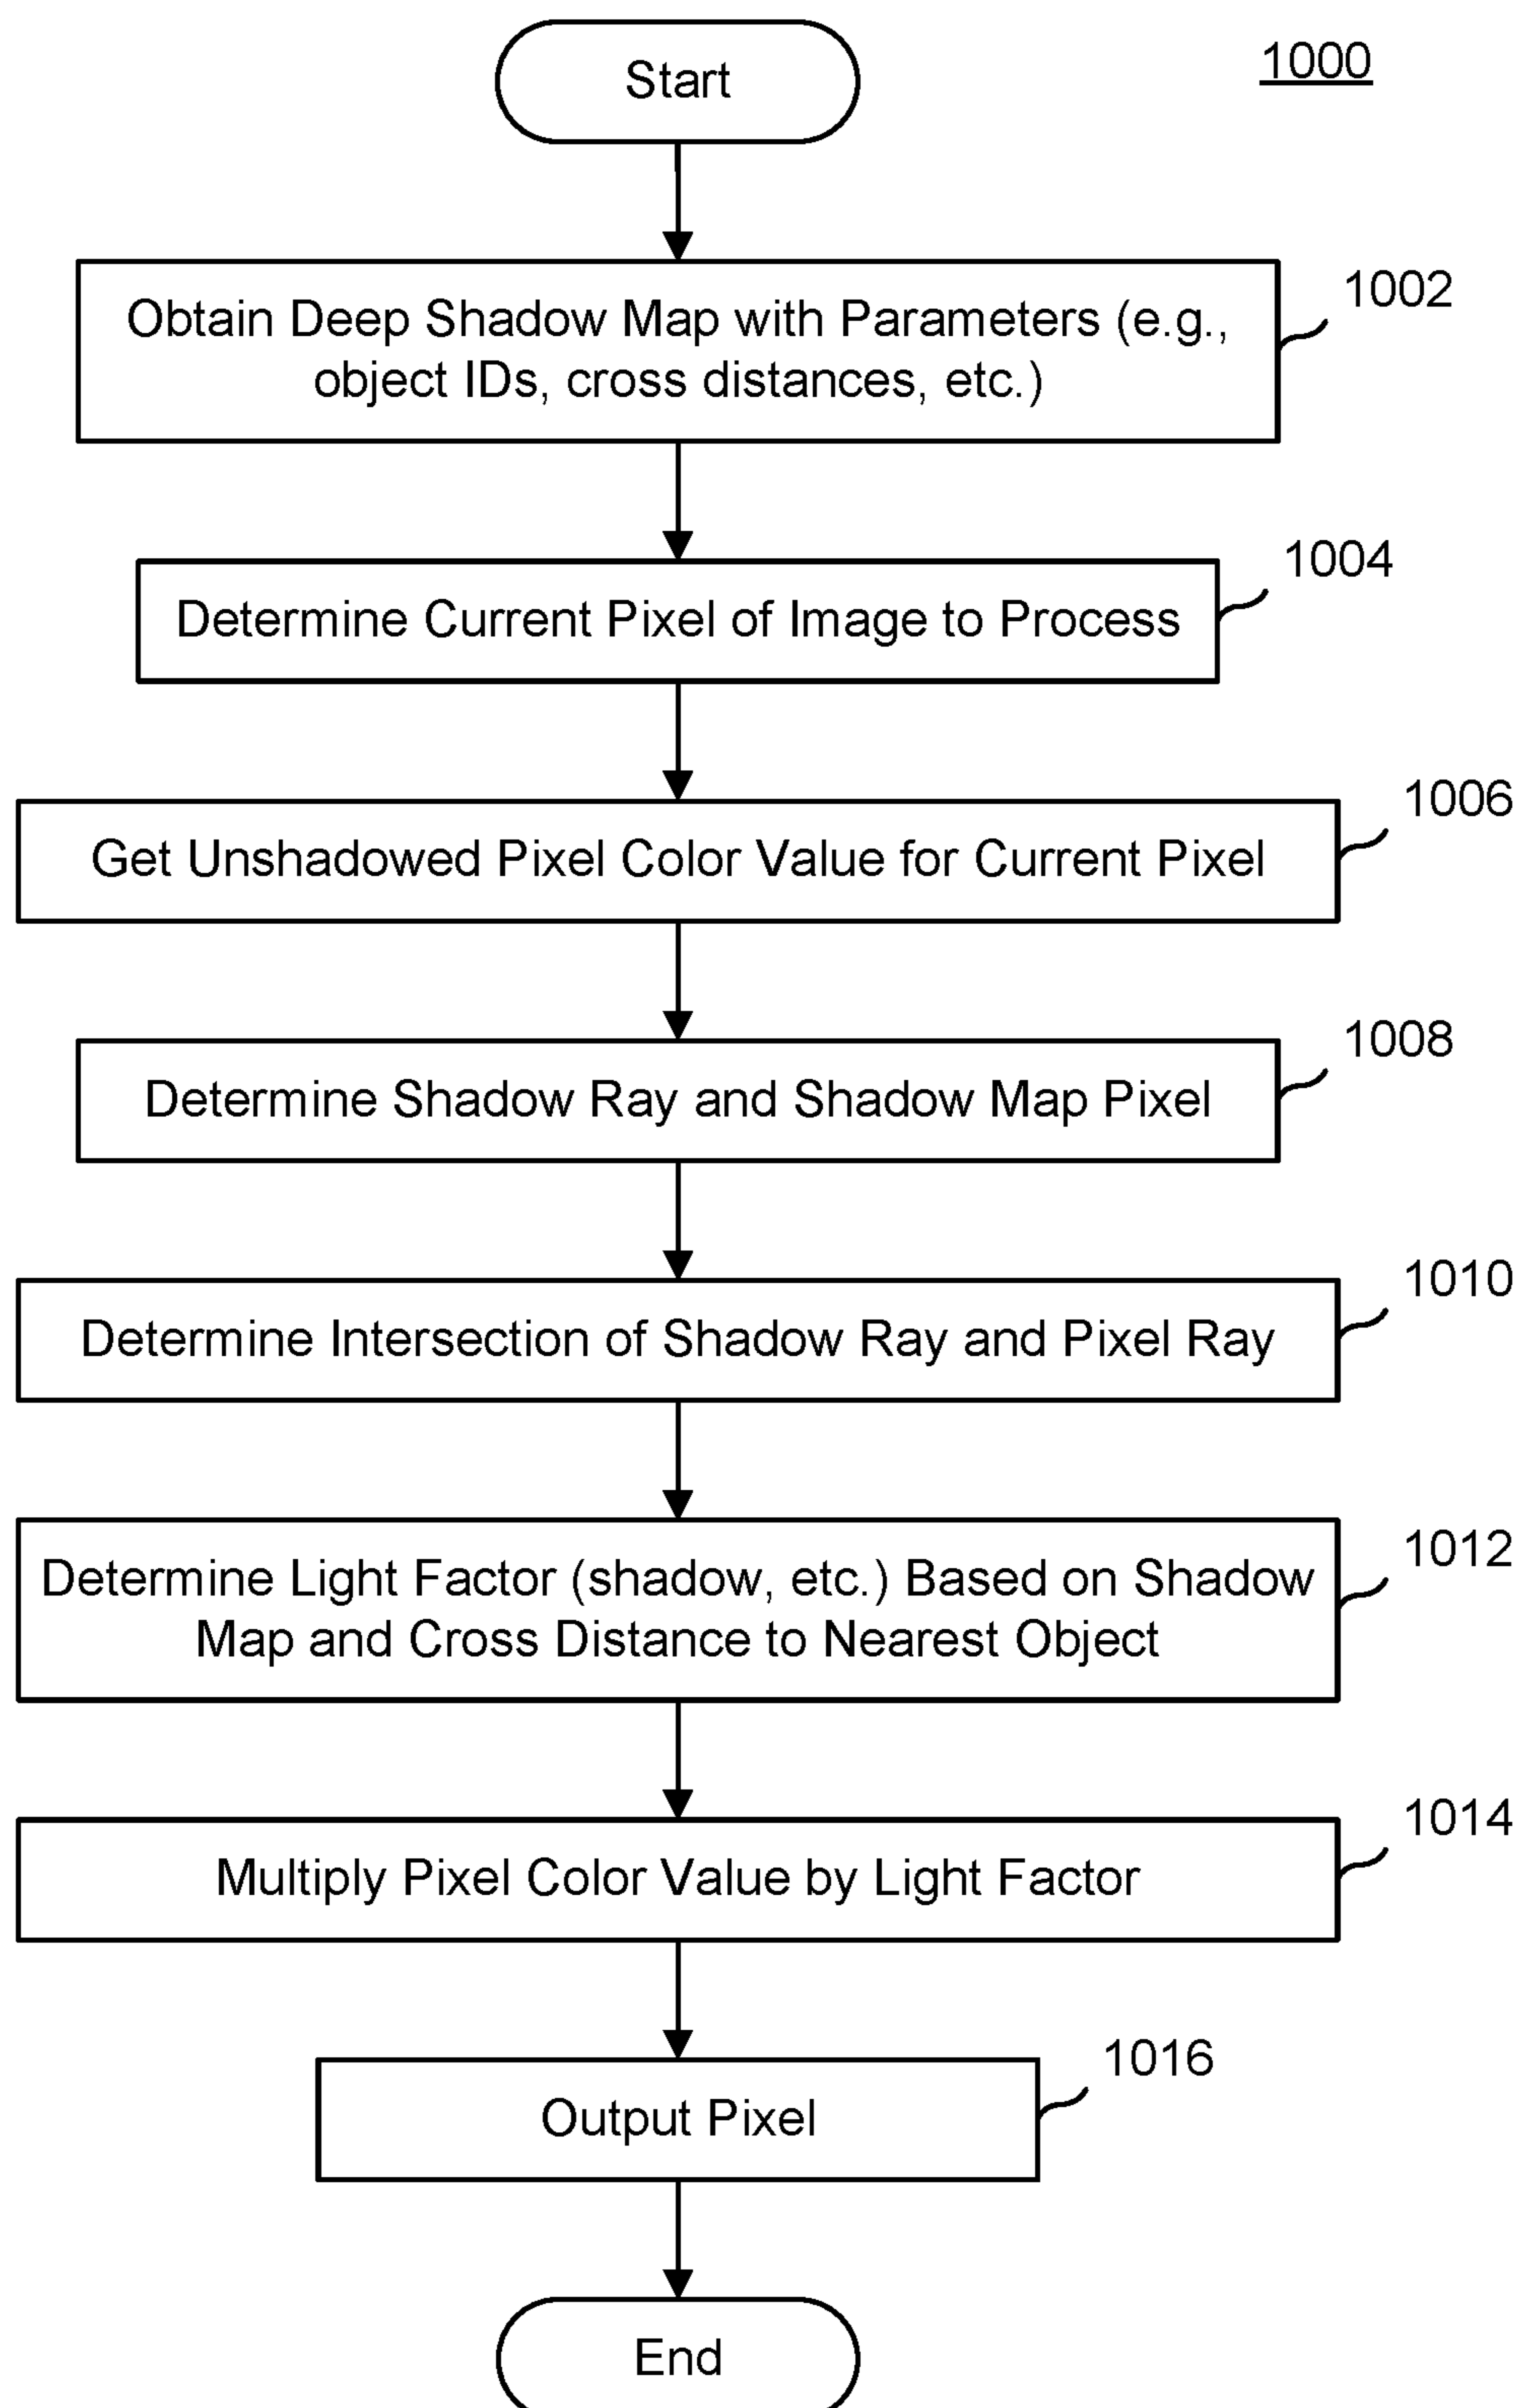 Start
1000
Obtain Deep Shadow Map with Parameters (e.g.,
object IDs, cross distances, etc.)
1002
Determine Current Pixel of Image to Process
1004
Get Unshadowed Pixel Color Value for Current Pixel
1006
Determine Shadow Ray and Shadow Map Pixel
1008
Determine Intersection of Shadow Ray and Pixel Ray
1010
Determine Light Factor (shadow, etc.) Based on Shadow
Map and Cross Distance to Nearest Object
1012
Multiply Pixel Color Value by Light Factor
1014
Output Pixel
1016
End